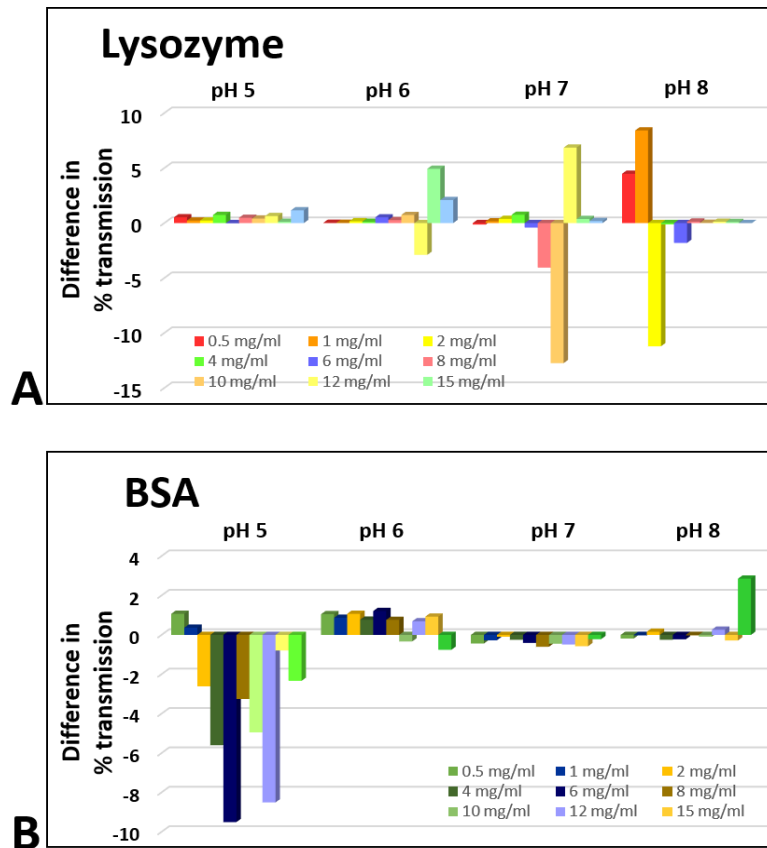 Lysozyme
pH 5 pH 6 pH 7 pH 8
10
5
0
-5
-10
-15
Difference in
% transmission
0.5 mg/ml 1 mg/ml 2 mg/ml
4 mg/ml 6 mg/ml 8 mg/ml
10 mg/ml 12 mg/ml 15 mg/ml
A
BSA
pH 5 pH 6 pH 7 pH 8
4
2
0
-2
-4
-6
-8
-10
Difference in
% transmission
0.5 mg/ml 1 mg/ml 2 mg/ml
4 mg/ml 6 mg/ml 8 mg/ml
10 mg/ml 12 mg/ml 15 mg/ml
B